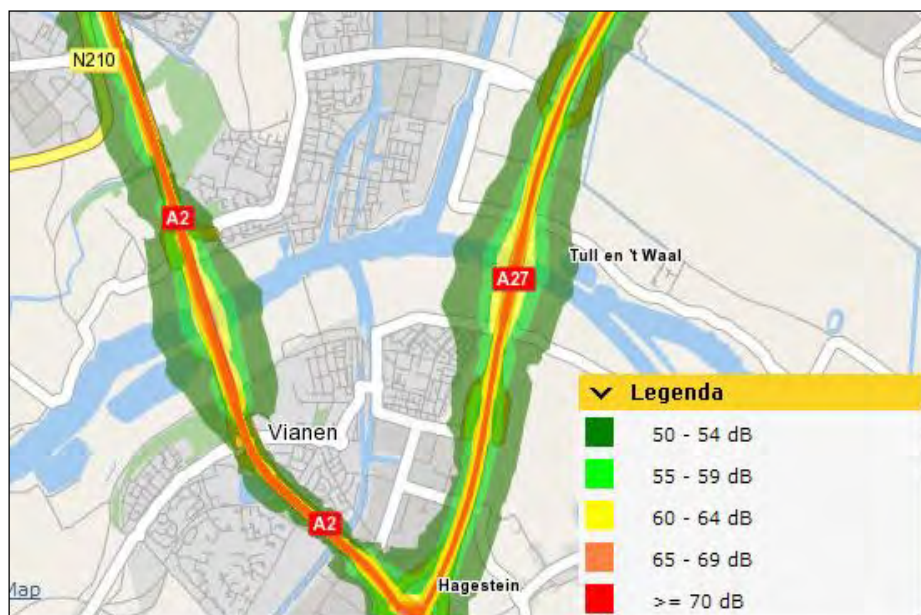 N210
A2
Tull en 't Waal
A27
Legenda
50 - 54 dB
Vianen
55 - 59 dB
60 - 64 dB
A2
65 - 69 dB
Hagestein
Map
>= 70 dB